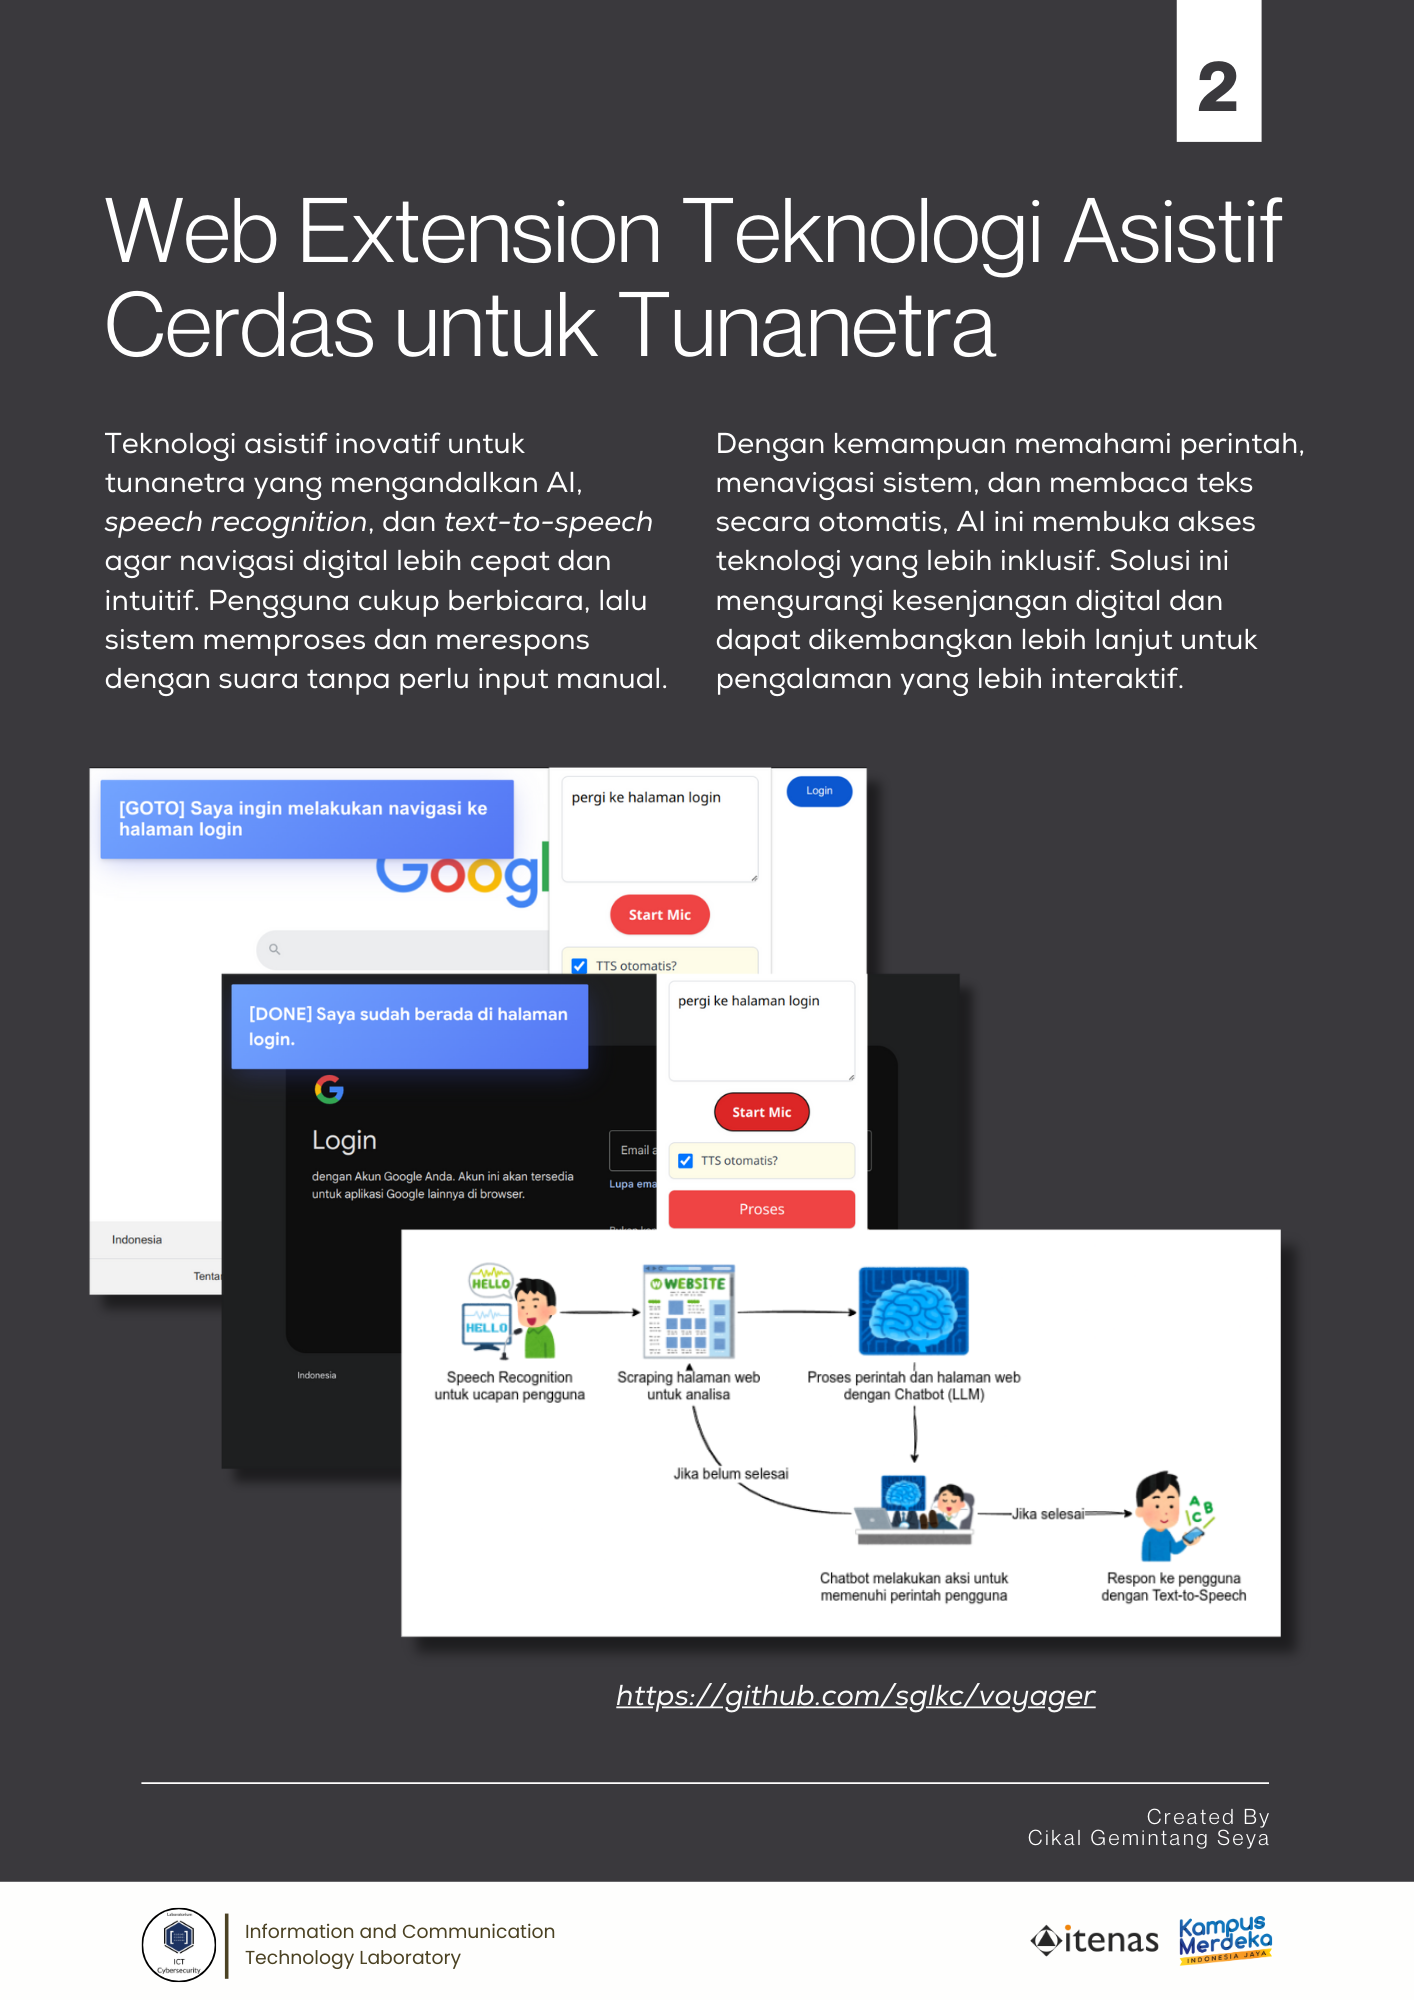 2
Web Extension Teknologi Asistif
Cerdas untuk Tunanetra
Teknologi asistif inovatif untuk
tunanetra yang mengandalkan AI,
speech recognition, dan text-to-speech
agar navigasi digital lebih cepat dan
intuitif. Pengguna cukup berbicara, lalu
sistem memproses dan merespons
dengan suara tanpa perlu input manual.
Dengan kemampuan memahami perintah,
menavigasi sistem, dan membaca teks
secara otomatis, AI ini membuka akses
teknologi yang lebih inklusif. Solusi ini
mengurangi kesenjangan digital dan
dapat dikembangkan lebih lanjut untuk
pengalaman yang lebih interaktif.
[GOTO] Saya ingin melakukan navigasi ke
halaman login
Googl
pergi ke halaman login
Start Mic
TTS otomatis?
Login
Indonesia
Tenta
[DONE] Saya sudah berada di halaman
login.
G
Login
dengan Akun Google Anda. Akun ini akan tersedia
untuk aplikasi Google lainnya di browser.
Email a
Lupa ema
pergi ke halaman login
Start Mic
TTS otomatis?
Proses
Indonesia
HELLO
HELLO
Speech Recognition
untuk ucapan pengguna
W WEBSITE
Scraping halaman web
untuk analisa
Proses perintah dan halaman web
dengan Chatbot (LLM)
Jika belum selesai
Chatbot melakukan aksi untuk
memenuhi perintah pengguna
Jika selesai
A B C
Respon ke pengguna
dengan Text-to-Speech
https://github.com/sglkc/voyager
Created By
Cikal Gemintang Seya
ICT
Cybersecurity
Information and Communication
Technology Laboratory
itenas
Kampus
Merdeka
INDONESIA JAYA